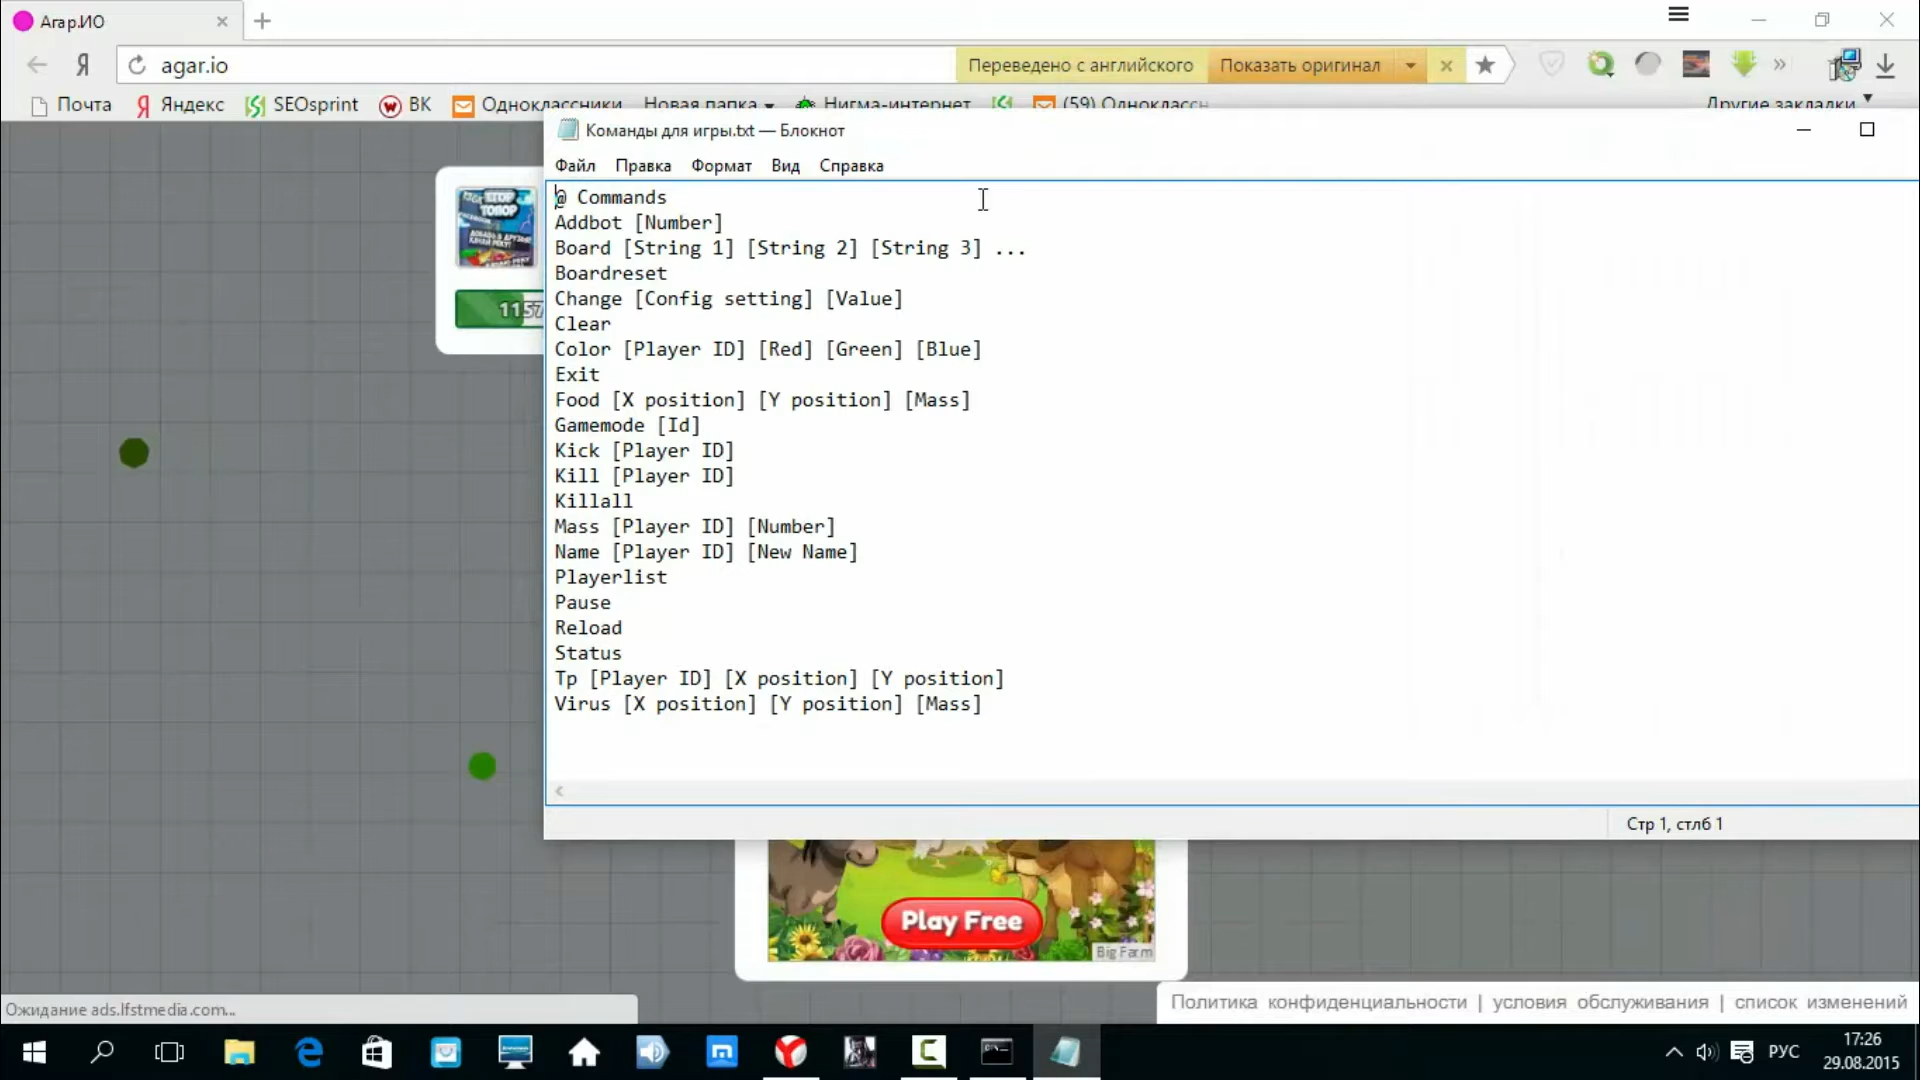 Агар.ИО
Я
agar.io
Переведено с английского
Показать оригинал
Почта
Яндекс
SEOsprint
ВК
Одноклассники
Новая папка
Нигма-интернет
(59) Одноклассн
Другие закладки
Команды для игры.txt — Блокнот
Файл Правка Формат Вид Справка
@ Commands
Addbot [Number]
Board [String 1] [String 2] [String 3] ...
Boardreset
Change [Config setting] [Value]
Clear
Color [Player ID] [Red] [Green] [Blue]
Exit
Food [X position] [Y position] [Mass]
Gamemode [Id]
Kick [Player ID]
Kill [Player ID]
Killall
Mass [Player ID] [Number]
Name [Player ID] [New Name]
Playerlist
Pause
Reload
Status
Tp [Player ID] [X position] [Y position]
Virus [X position] [Y position] [Mass]
Стр 1, стлб 1
ЕГОР
ТОПОР
1157
Play Free
Big Farm
Ожидание ads.lfstmedia.com...
Политика конфиденциальности | условия обслуживания | список изменений
РУС
17:26
29.08.2015